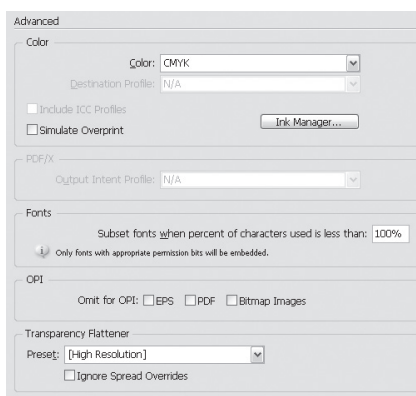 Advanced
Color
Color: CMYK
Destination Profile: N/A
Include ICC Profiles
Ink Manager...
Simulate Overprint
PDF/X
Output Intent Profile: N/A
Fonts
Subset fonts when percent of characters used is less than: 100%
Only fonts with appropriate permission bits will be embedded.
OPI
Omit for OPI: EPS PDF Bitmap Images
Transparency Flattener
Preset: [High Resolution]
Ignore Spread Overrides